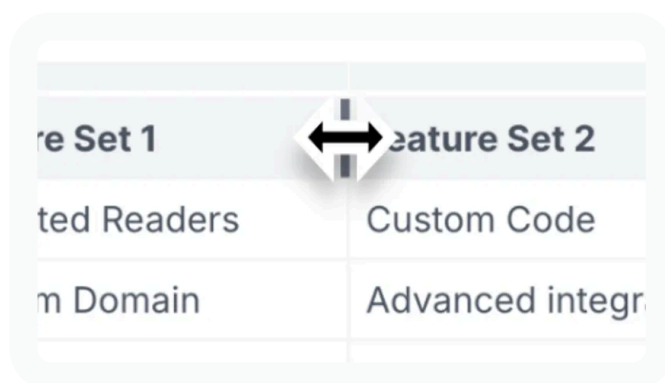 re Set 1 eature Set 2
ted Readers Custom Code
m Domain Advanced integr